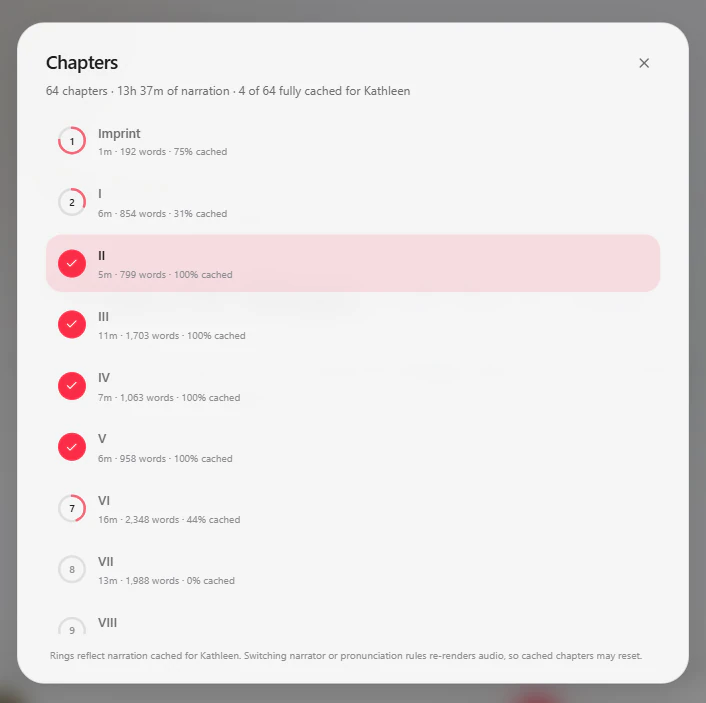 Chapters
64 chapters · 13h 37m of narration · 4 of 64 fully cached for Kathleen
1
Imprint
1m · 192 words · 75% cached
2
I
6m · 854 words · 31% cached
II
5m · 799 words · 100% cached
III
11m · 1,703 words · 100% cached
IV
7m · 1,063 words · 100% cached
V
6m · 958 words · 100% cached
7
VI
16m · 2,348 words · 44% cached
8
VII
13m · 1,988 words · 0% cached
9
VIII
Rings reflect narration cached for Kathleen. Switching narrator or pronunciation rules re-renders audio, so cached chapters may reset.